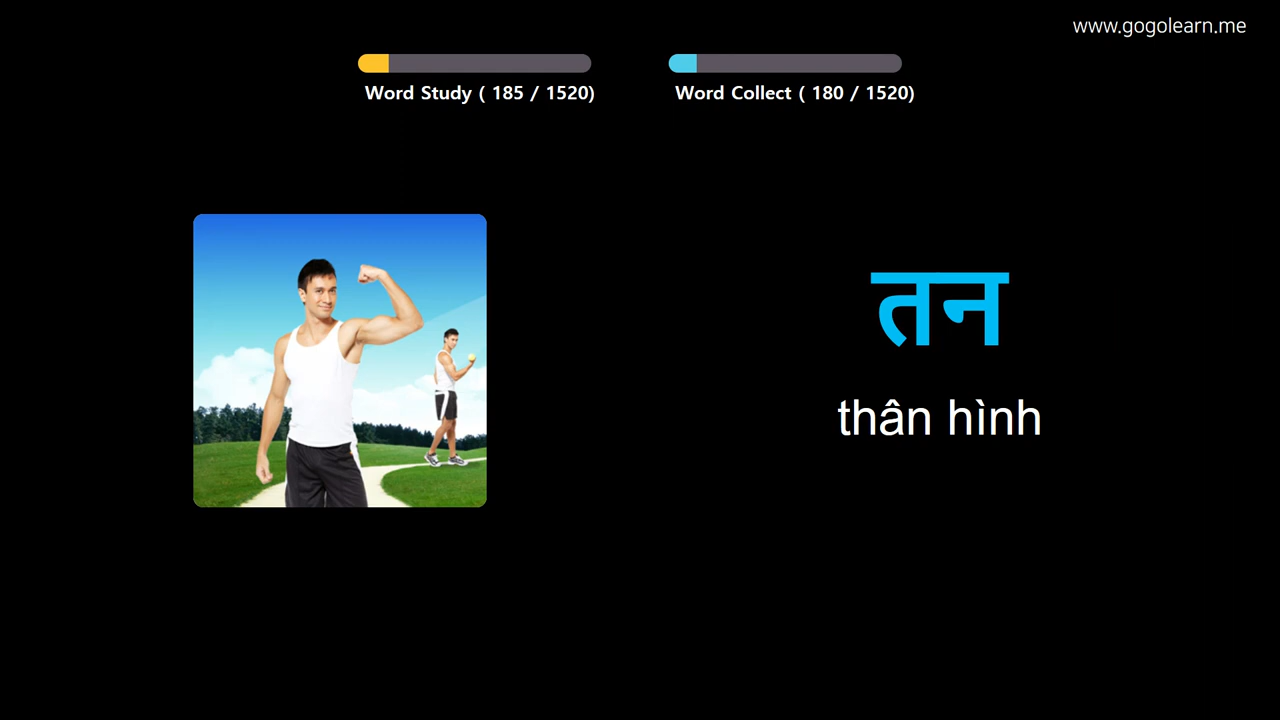 www.gogolearn.me
Word Study ( 185 / 1520)
Word Collect ( 180 / 1520)
तन
thân hình